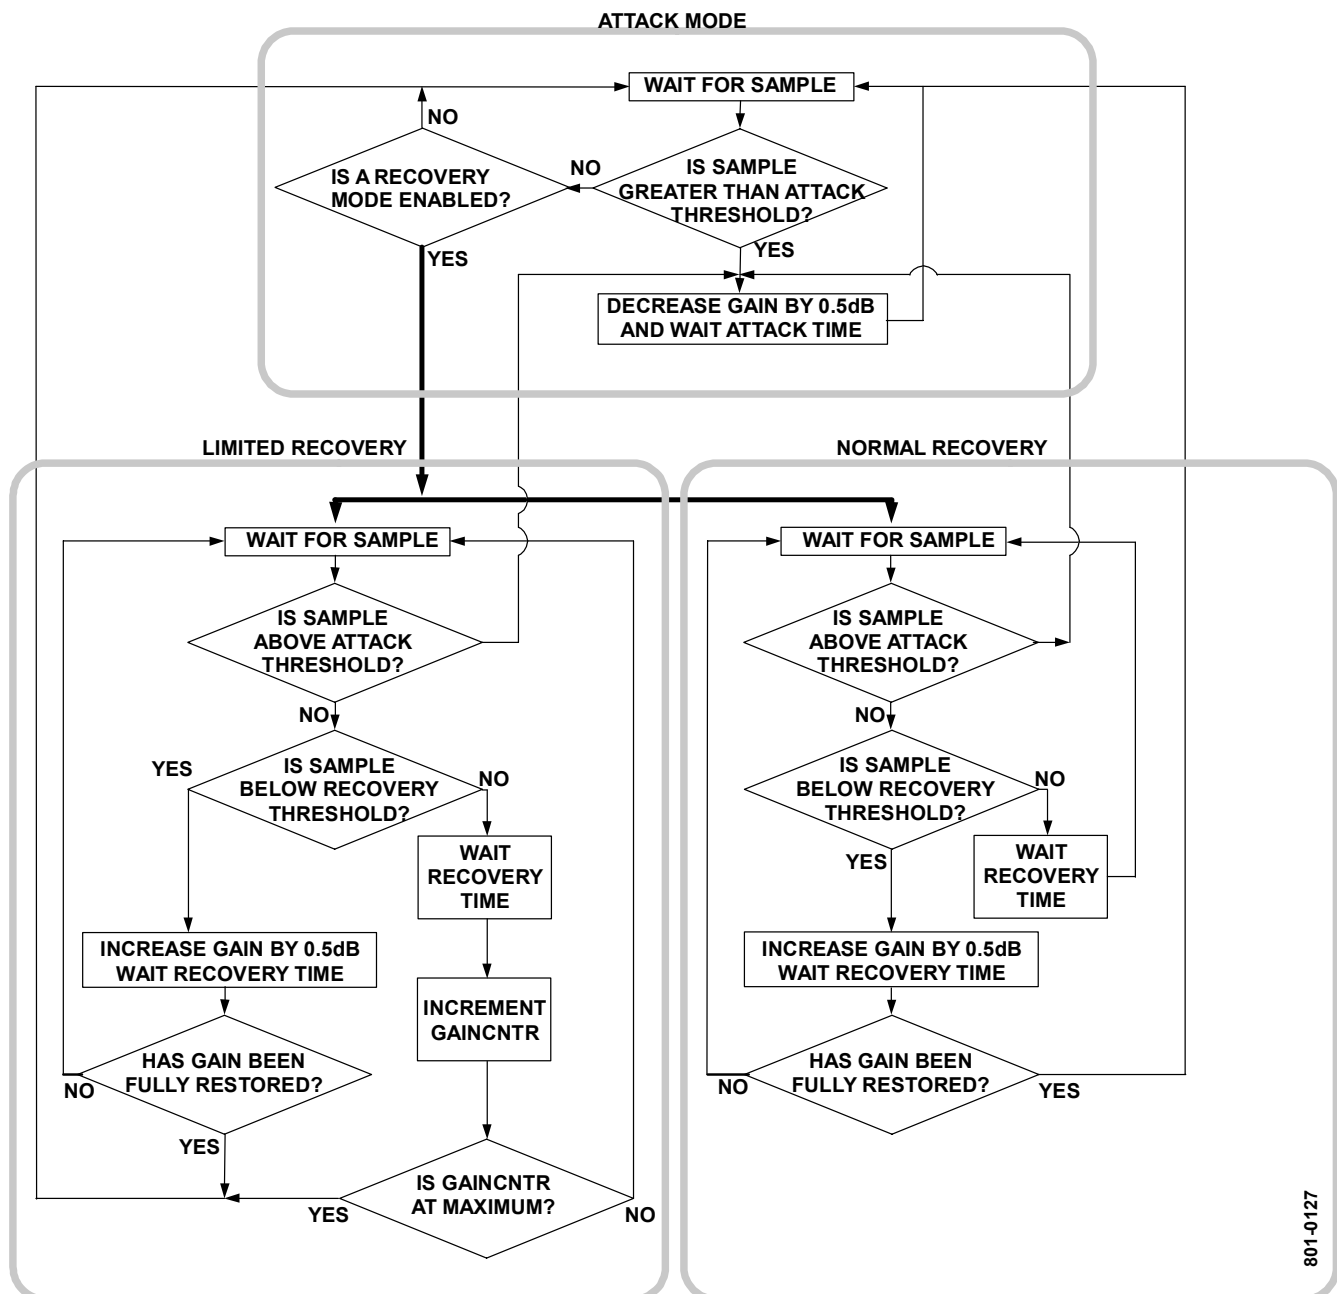 ATTACK MODE
WAIT FOR SAMPLE
NO
IS A RECOVERY
MODE ENABLED?
NO
IS SAMPLE
GREATER THAN ATTACK
THRESHOLD?
YES
YES
DECREASE GAIN BY 0.5dB
AND WAIT ATTACK TIME
LIMITED RECOVERY
WAIT FOR SAMPLE
IS SAMPLE
ABOVE ATTACK
THRESHOLD?
NO
YES
IS SAMPLE
BELOW RECOVERY
THRESHOLD?
NO
WAIT
RECOVERY
TIME
INCREASE GAIN BY 0.5dB
WAIT RECOVERY TIME
INCREMENT
GAINCNTR
HAS GAIN BEEN
FULLY RESTORED?
NO
YES
IS GAINCNTR
AT MAXIMUM?
YES
NO
NORMAL RECOVERY
WAIT FOR SAMPLE
IS SAMPLE
ABOVE ATTACK
THRESHOLD?
NO
IS SAMPLE
BELOW RECOVERY
THRESHOLD?
NO
YES
WAIT
RECOVERY
TIME
INCREASE GAIN BY 0.5dB
WAIT RECOVERY TIME
HAS GAIN BEEN
FULLY RESTORED?
NO
YES
801-0127